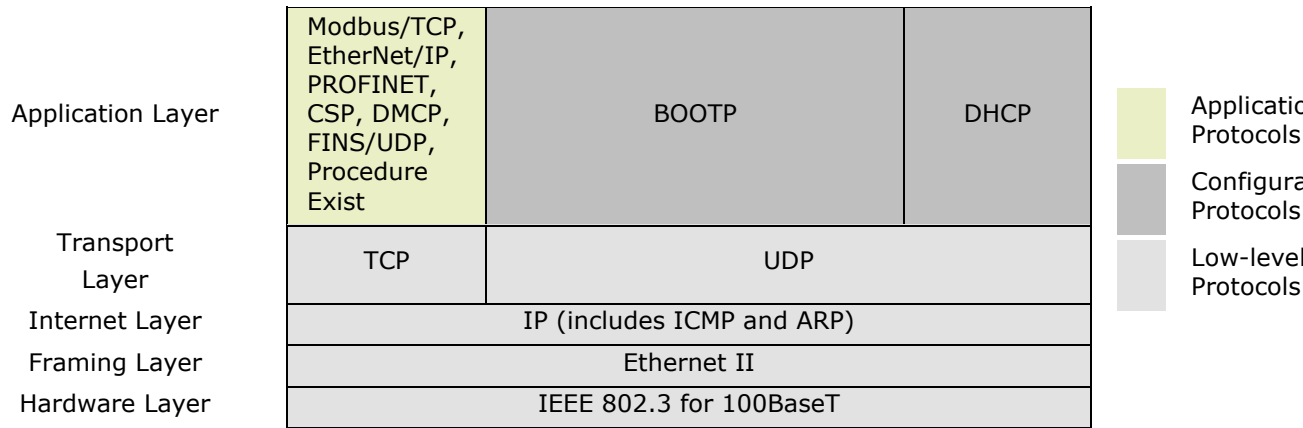 Application Layer
Modbus/TCP,
EtherNet/IP,
PROFINET,
CSP, DMCP,
FINS/UDP,
Procedure
Exist
BOOTP
DHCP
Transport
Layer
TCP
UDP
Internet Layer
IP (includes ICMP and ARP)
Framing Layer
Ethernet II
Hardware Layer
IEEE 802.3 for 100BaseT
Applicatio
Protocols
Configura
Protocols
Low-level
Protocols